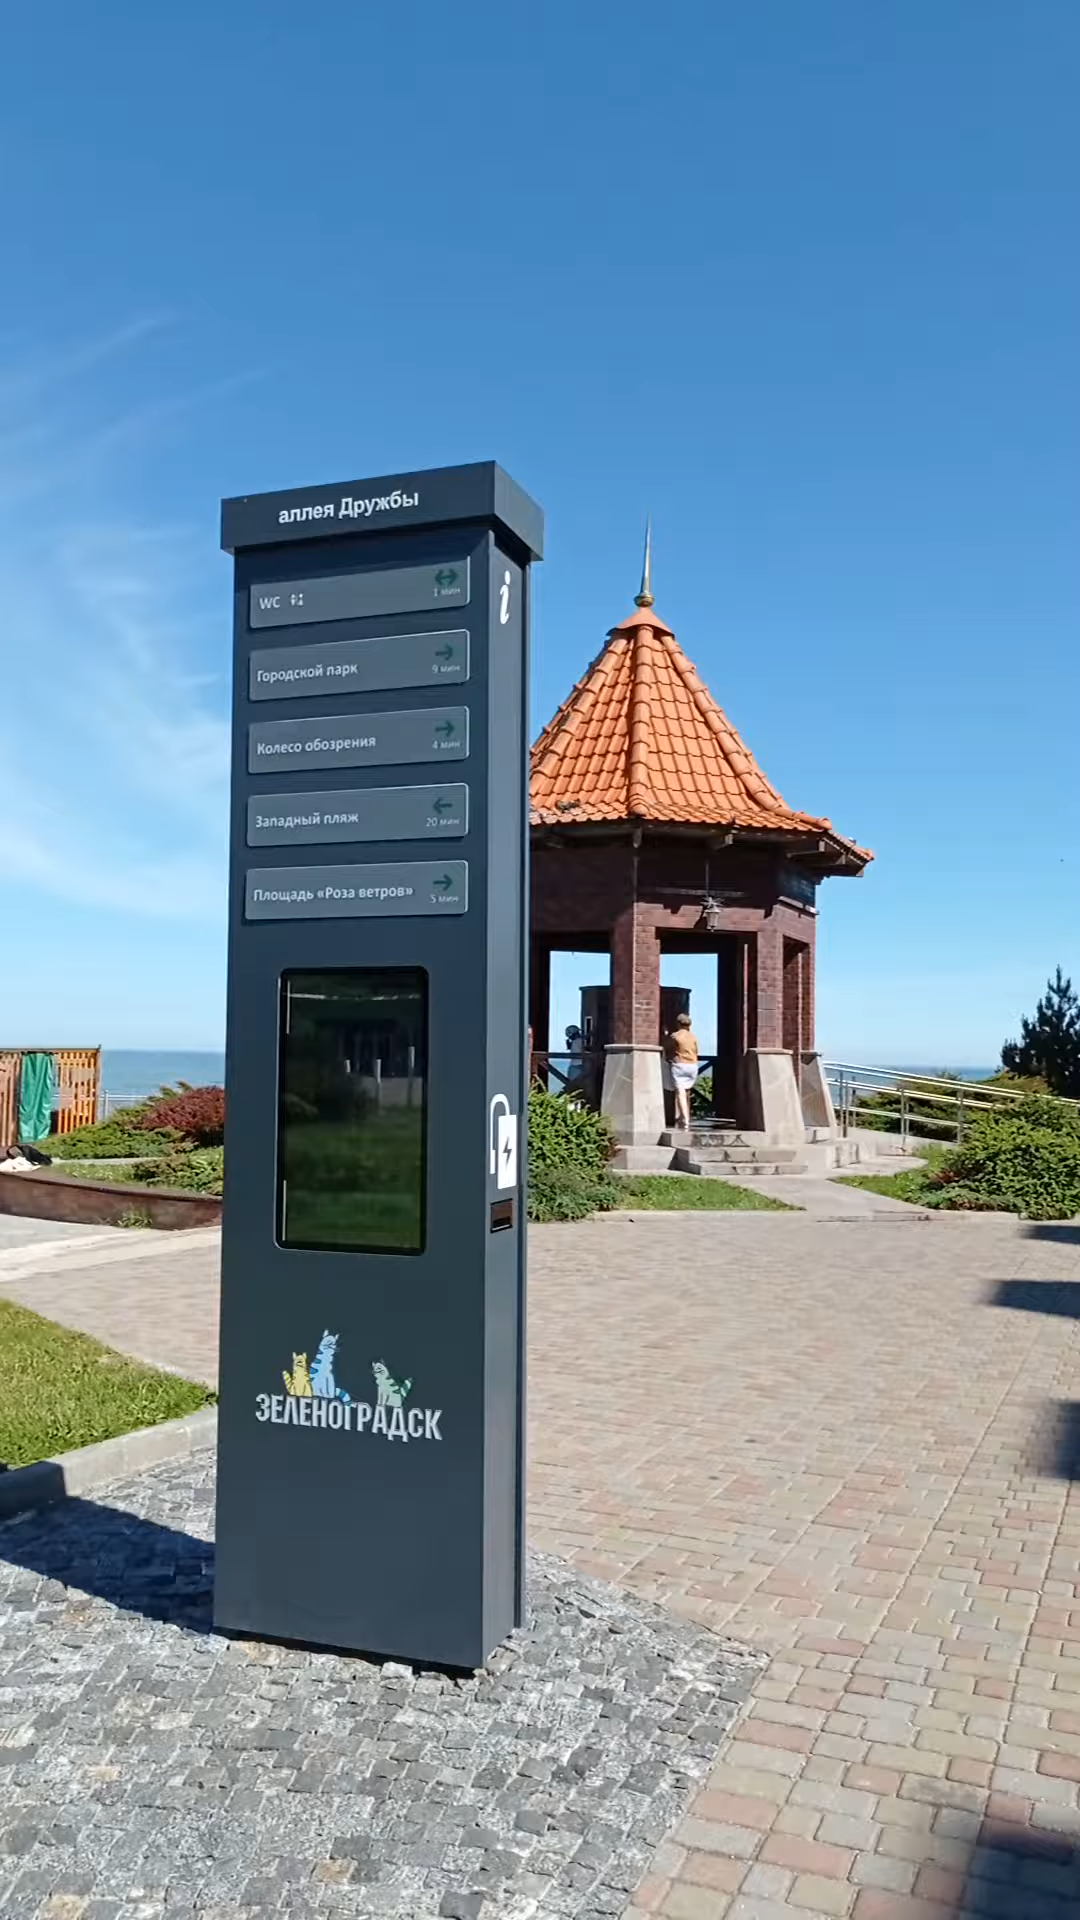 аллея Дружбы
WC
1 мин
Городской парк
9 мин
Колесо обозрения
4 мин
Западный пляж
20 мин
Площадь «Роза ветров»
5 мин
i
ЗЕЛЕНОГРАДСК